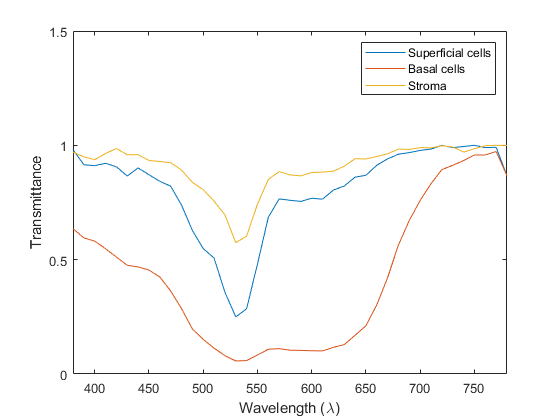 1.5
1
0.5
0
Transmittance
Superficial cells
Basal cells
Stroma
400 450 500 550 600 650 700 750
Wavelength (λ)